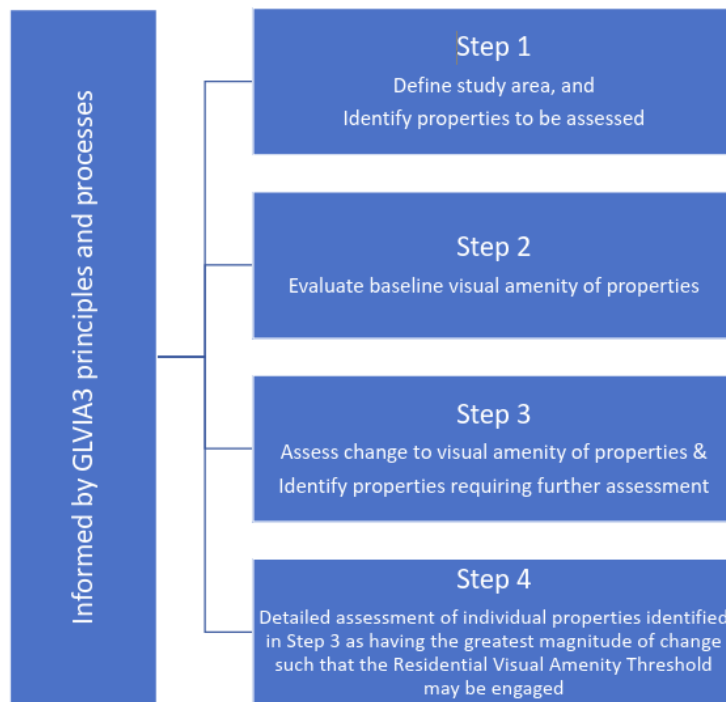 Informed by GLVIA3 principles and processes
Step 1
Define study area, and
Identify properties to be assessed
Step 2
Evaluate baseline visual amenity of properties
Step 3
Assess change to visual amenity of properties &
Identify properties requiring further assessment
Step 4
Detailed assessment of individual properties identified
in Step 3 as having the greatest magnitude of change
such that the Residential Visual Amenity Threshold
may be engaged